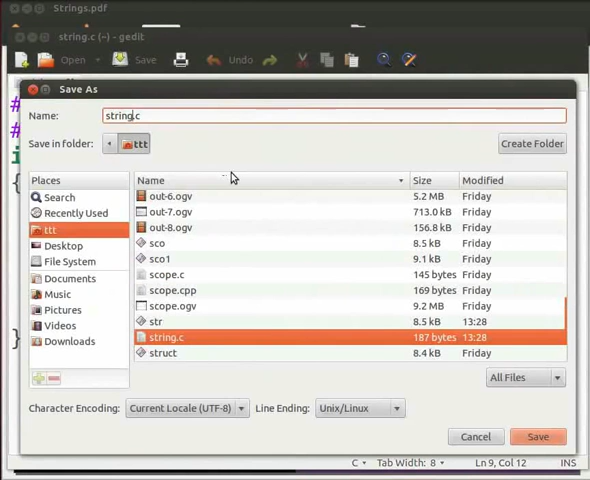 Strings.pdf
string.c (~) - gedit
Open Save Undo
Save As
Name: string.c
Save in folder: ttt Create Folder
Places Name Size Modified
Search out-6.ogv 5.2 MB Friday
Recently Used out-7.ogv 713.0 kB Friday
ttt out-8.ogv 156.8 kB Friday
Desktop sco 8.5 kB Friday
File System sco1 9.1 kB Friday
Documents scope.c 145 bytes Friday
scope.cpp 169 bytes Friday
Music scope.ogv 9.2 MB Friday
Pictures str 8.5 kB 13:28
Videos string.c 187 bytes 13:28
Downloads struct 8.4 kB Friday
All Files
Character Encoding: Current Locale (UTF-8) Line Ending: Unix/Linux
Cancel Save
C Tab Width: 8 Ln 9, Col 12 INS
#
#
i
{
}